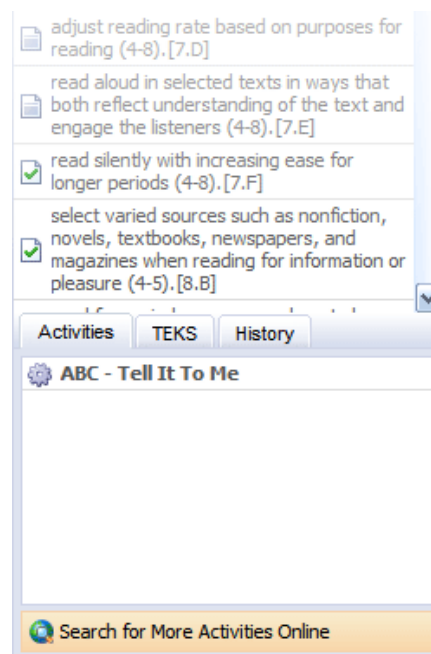 adjust reading rate based on purposes for
reading (4-8).[7.D]
read aloud in selected texts in ways that
both reflect understanding of the text and
engage the listeners (4-8).[7.E]
read silently with increasing ease for
longer periods (4-8).[7.F]
select varied sources such as nonfiction,
novels, textbooks, newspapers, and
magazines when reading for information or
pleasure (4-5).[8.B]
Activities TEKS History
ABC - Tell It To Me
Search for More Activities Online